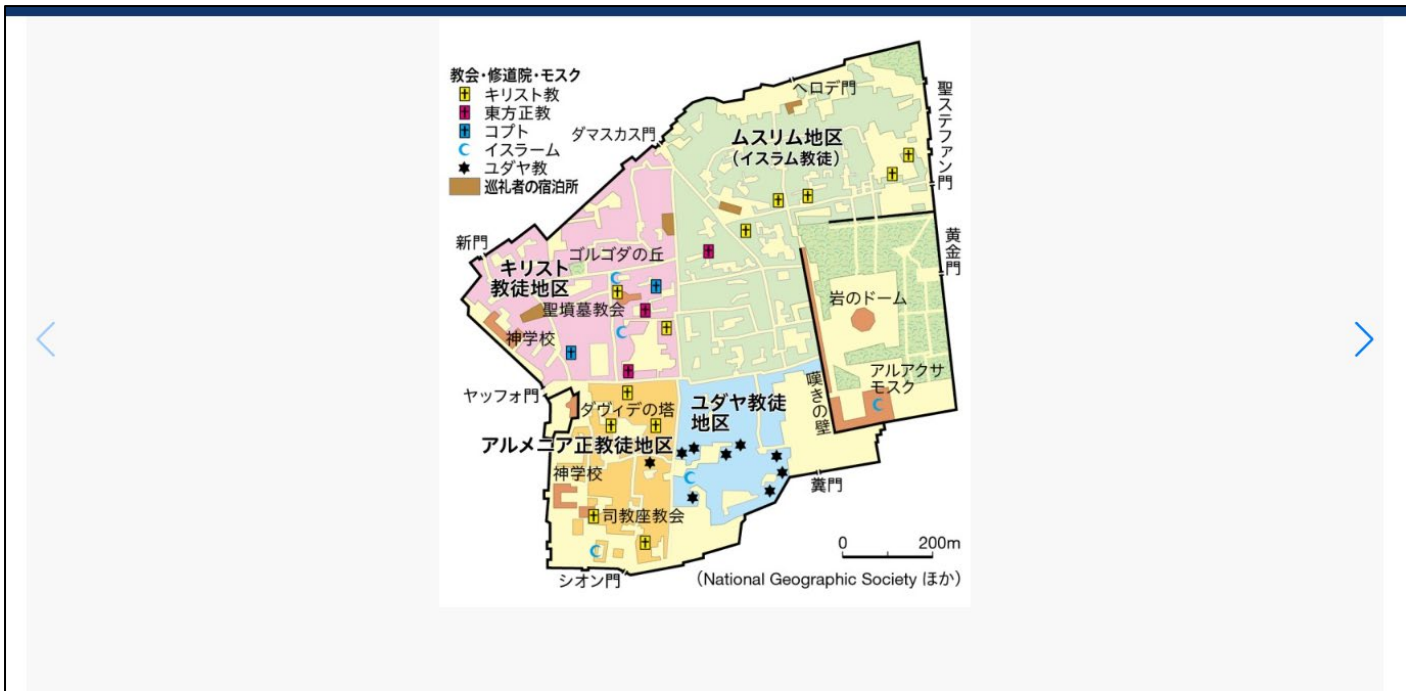 教会・修道院・モスク
キリスト教
東方正教
コプト
イスラーム
ユダヤ教
巡礼者の宿泊所
ヘロデ門
聖ステファン門
ダマスカス門
ムスリム地区
(イスラム教徒)
新門
ゴルゴダの丘
キリスト
教徒地区
黄金門
聖墳墓教会
岩のドーム
神学校
アルアクサ
モスク
嘆きの壁
ヤッフォ門
ダヴィデの塔
ユダヤ教徒
地区
アルメニア正教徒地区
神学校
糞門
司教座教会
0 200m
シオン門
(National Geographic Society ほか)